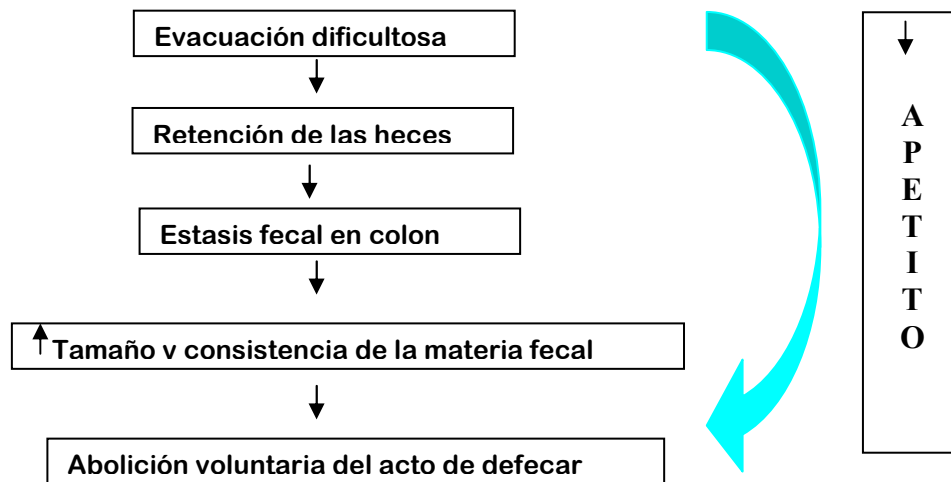 Evacuación dificultosa
Retención de las heces
Estasis fecal en colon
↑ Tamaño y consistencia de la materia fecal
Abolición voluntaria del acto de defecar
↓
A
P
E
T
I
T
O